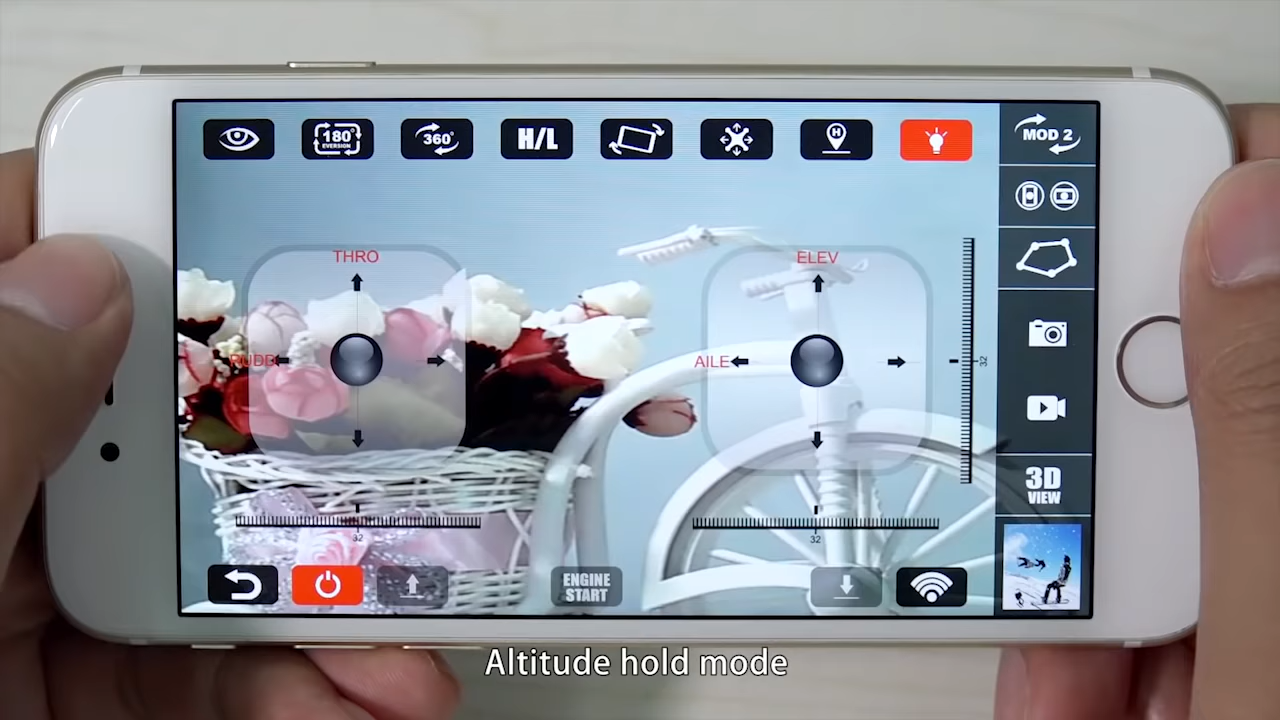 180°
EVERSION
360°
H/L
H
MOD 2
THRO
ELEV
RUDD
AILE
32
3D
VIEW
32
32
ENGINE
START
Altitude hold mode